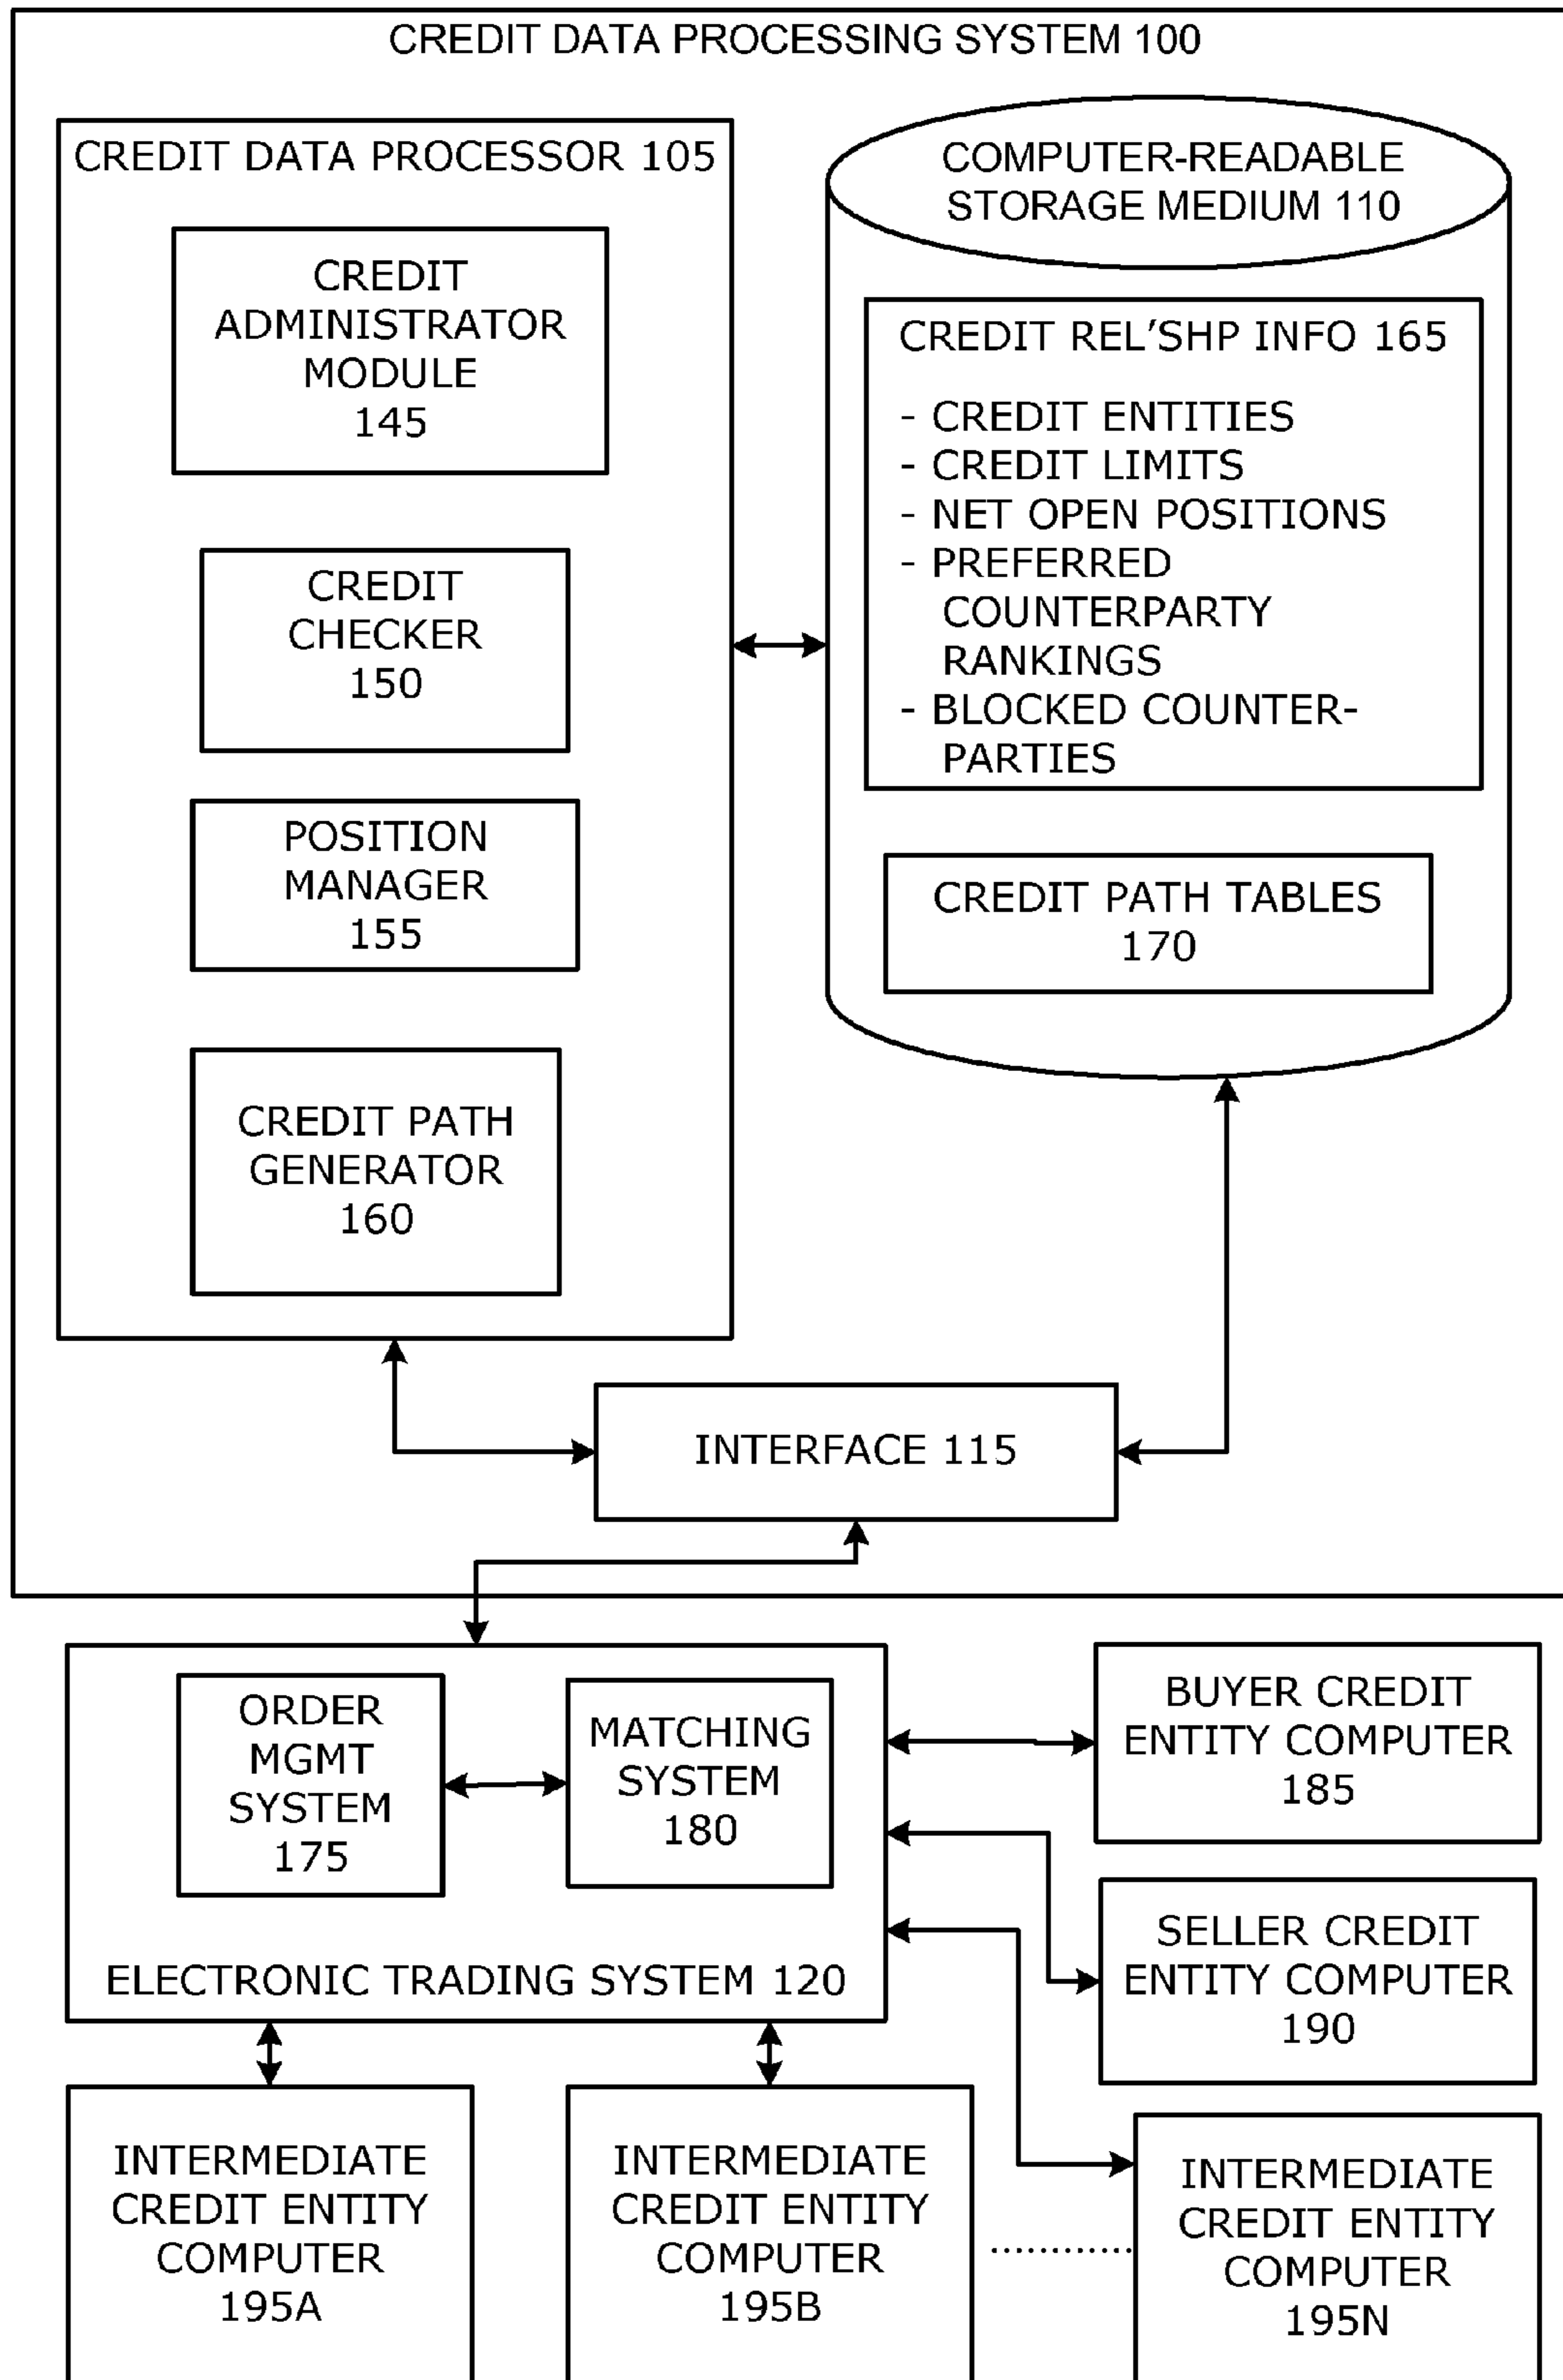 CREDIT DATA PROCESSING SYSTEM 100
CREDIT DATA PROCESSOR 105
CREDIT
ADMINISTRATOR
MODULE
145
CREDIT
CHECKER
150
POSITION
MANAGER
155
CREDIT PATH
GENERATOR
160
COMPUTER-READABLE
STORAGE MEDIUM 110
CREDIT REL'SHP INFO 165
- CREDIT ENTITIES
- CREDIT LIMITS
- NET OPEN POSITIONS
- PREFERRED
COUNTERPARTY
RANKINGS
- BLOCKED COUNTER-
PARTIES
CREDIT PATH TABLES
170
INTERFACE 115
ORDER
MGMT
SYSTEM
175
MATCHING
SYSTEM
180
ELECTRONIC TRADING SYSTEM 120
BUYER CREDIT
ENTITY COMPUTER
185
SELLER CREDIT
ENTITY COMPUTER
190
INTERMEDIATE
CREDIT ENTITY
COMPUTER
195A
INTERMEDIATE
CREDIT ENTITY
COMPUTER
195B
INTERMEDIATE
CREDIT ENTITY
COMPUTER
195N